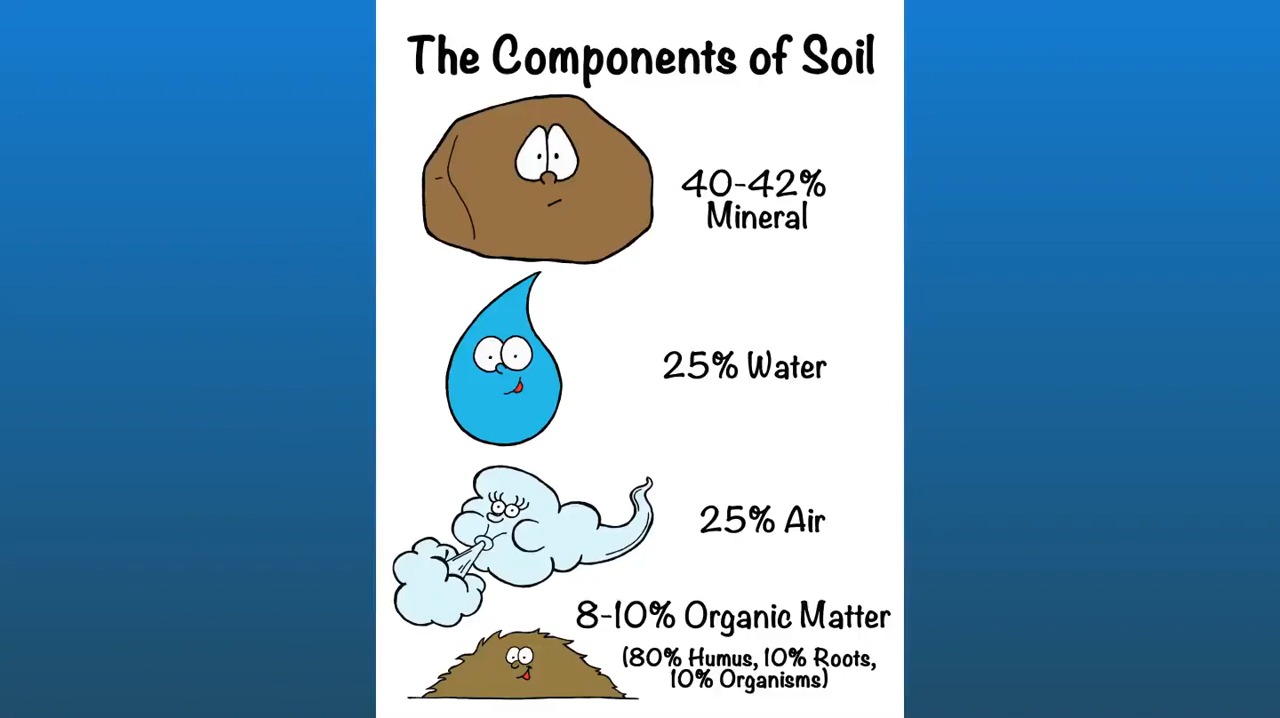 The Components of Soil
40-42%
Mineral
25% Water
25% Air
8-10% Organic Matter
(80% Humus, 10% Roots,
10% Organisms)